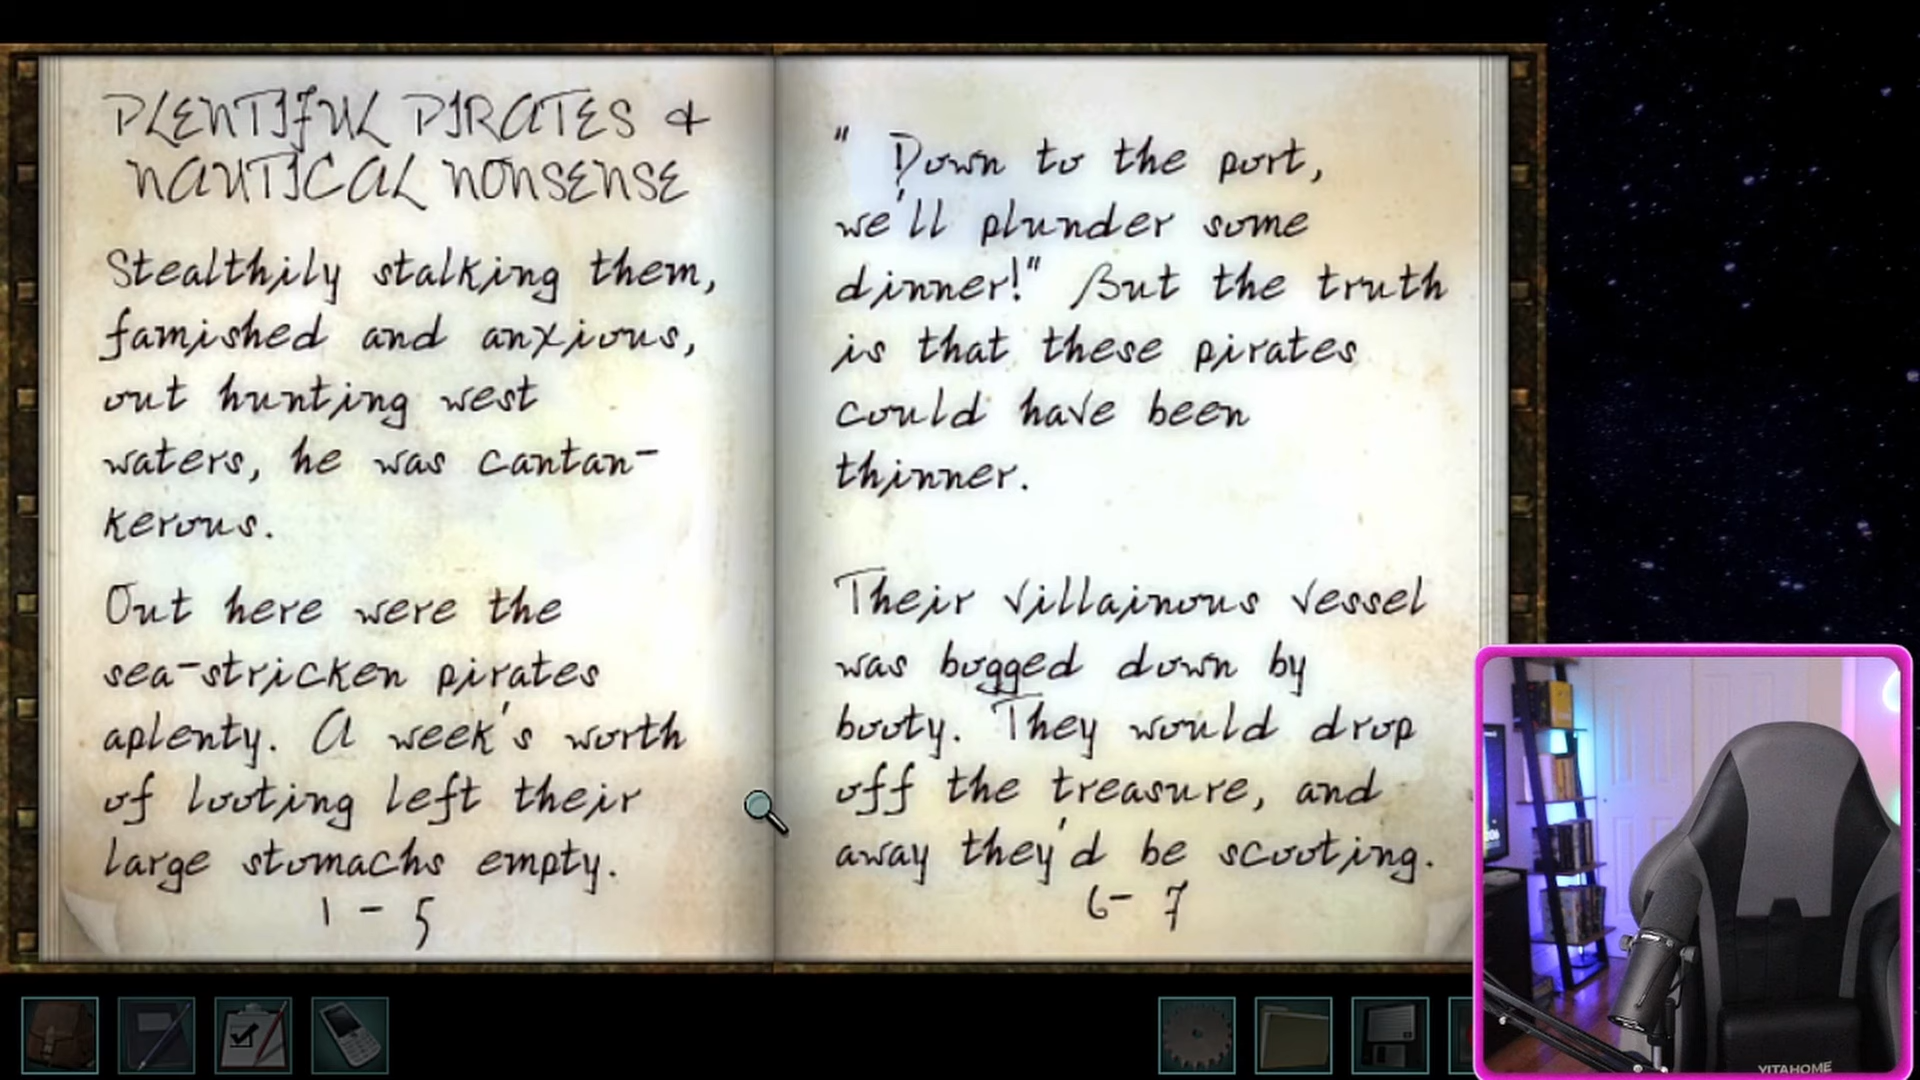 PLENTIFUL PIRATES &
NAUTICAL NONSENSE
Stealthily stalking them,
famished and anxious,
out hunting west
waters, he was cantan-
kerous.
Out here were the
sea-stricken pirates
aplenty. A week's worth
of looting left their
large stomachs empty.
1 - 5
" Down to the port,
we'll plunder some
dinner!" But the truth
is that these pirates
could have been
thinner.
Their villainous vessel
was bogged down by
booty. They would drop
off the treasure, and
away they'd be scooting.
6- 7
YITAHOME